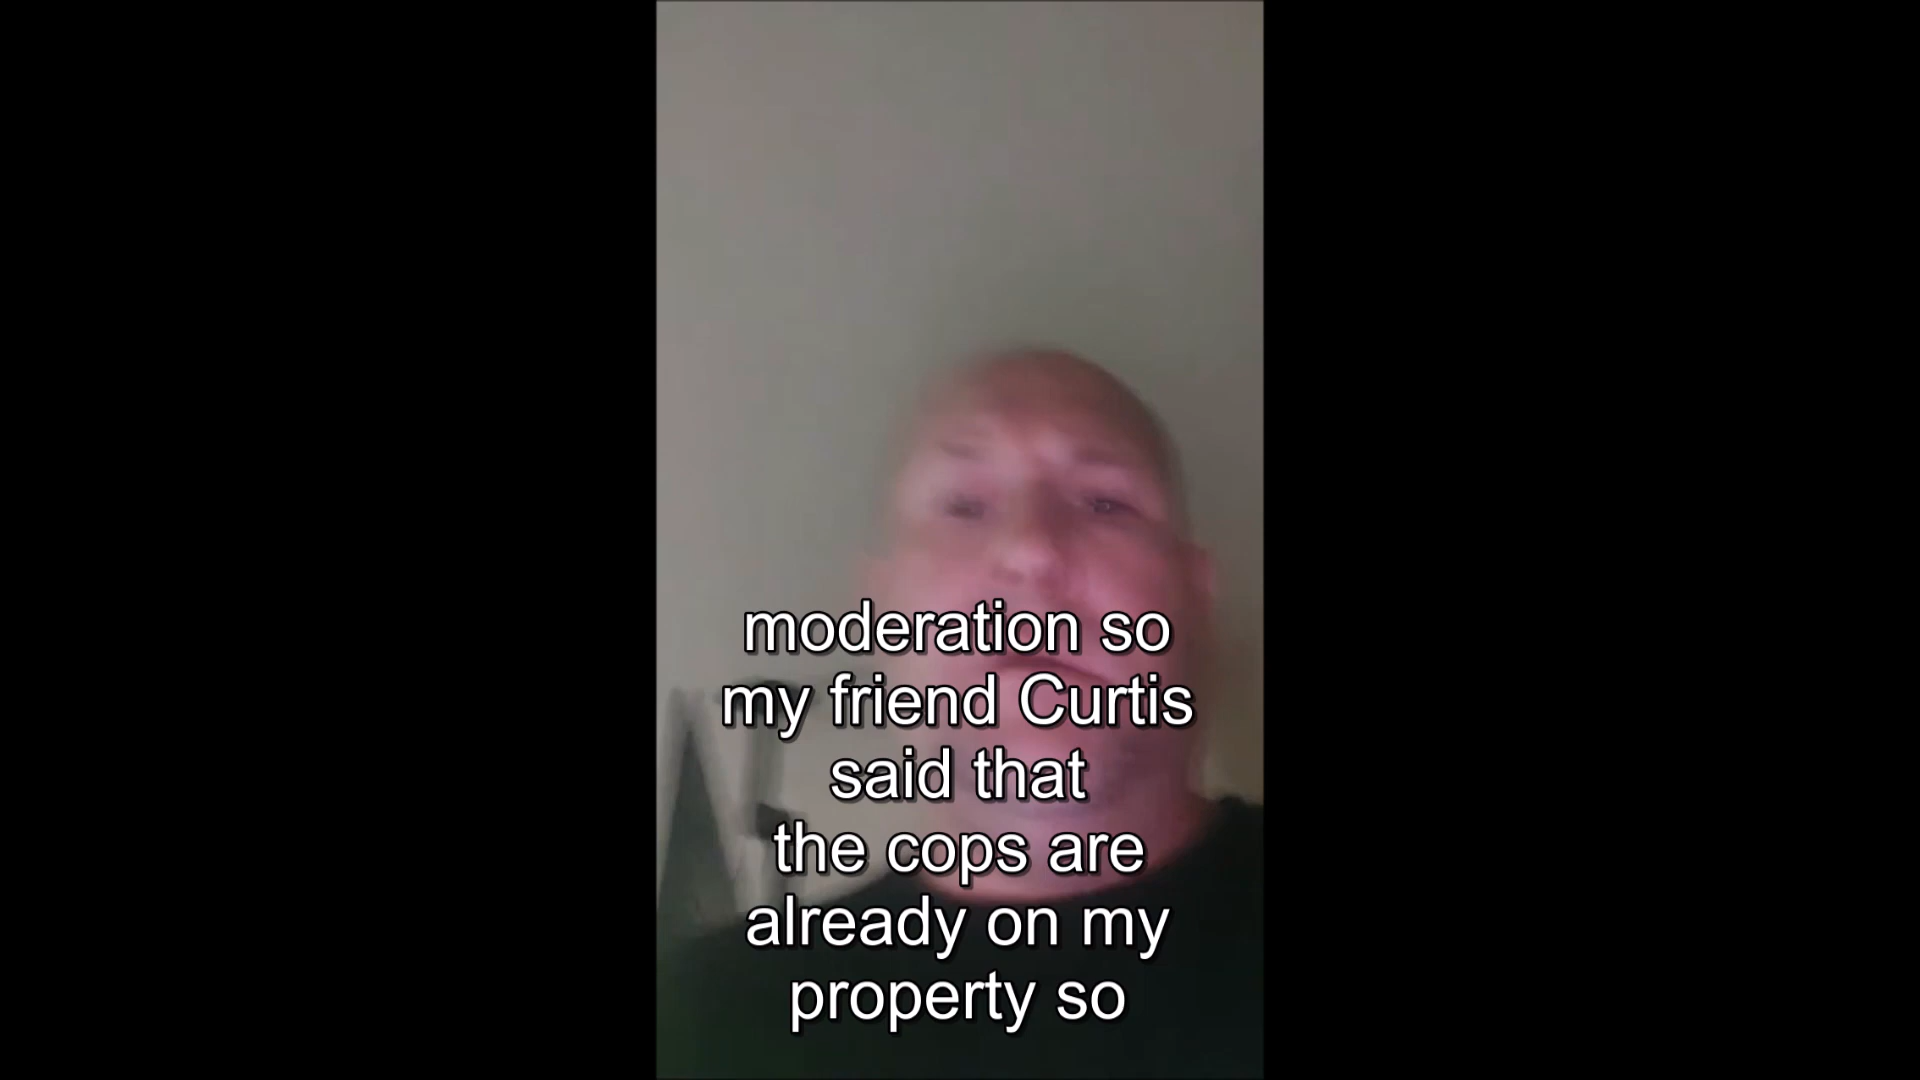 moderation so
my friend Curtis
said that
the cops are
already on my
property so